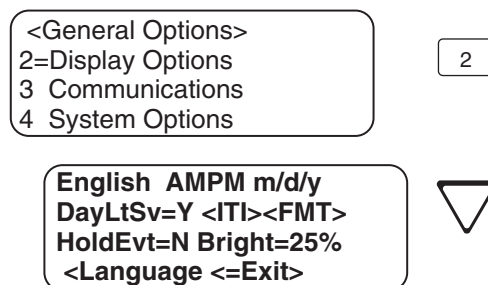 <General Options>
2=Display Options
2
3 Communications
4 System Options
English AMPM m/d/y
DayLtSv=Y <ITI><FMT>
HoldEvt=N Bright=25%
<Language <=Exit>